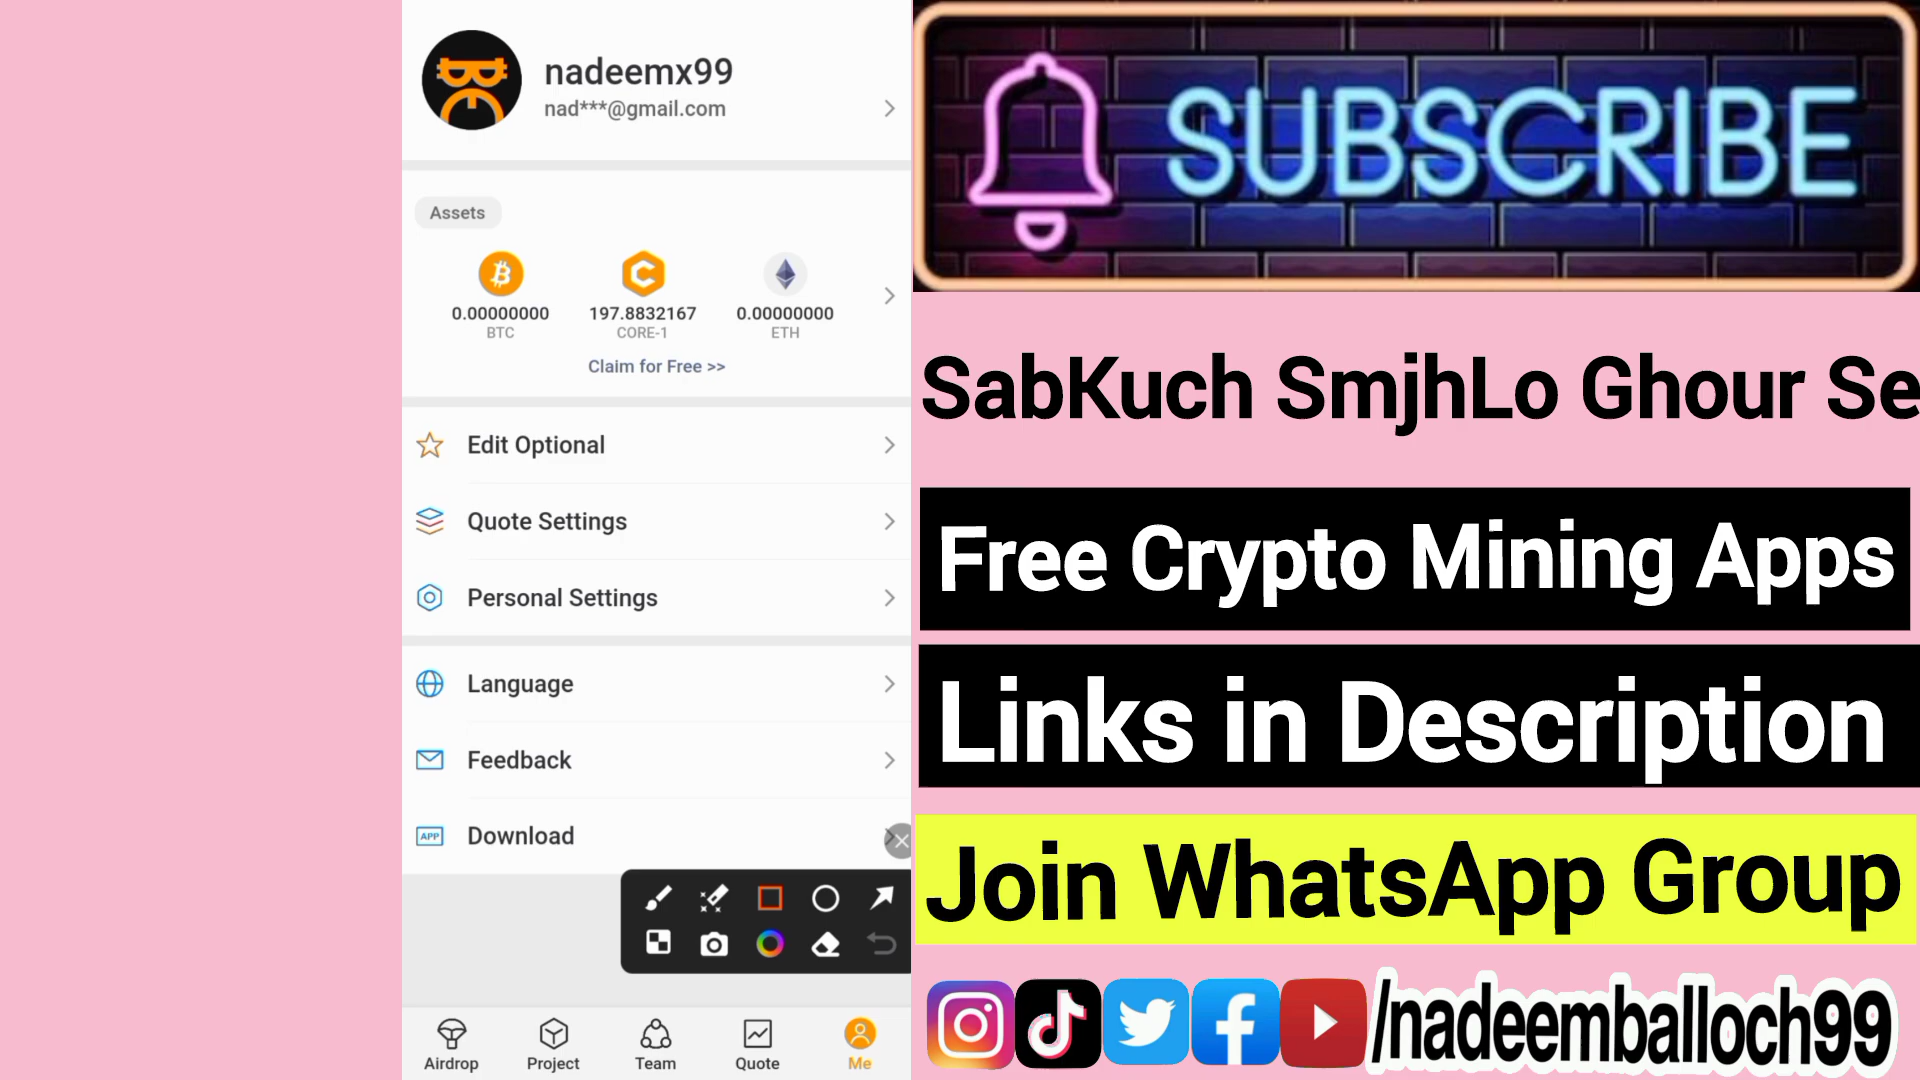 nadeemx99
nad***@gmail.com
Assets
0.00000000
BTC
197.8832167
CORE-1
0.00000000
ETH
Claim for Free >>
Edit Optional
Quote Settings
Personal Settings
Language
Feedback
APP
Download
Airdrop
Project
Team
Quote
Me
SUBSCRIBE
SabKuch SmjhLo Ghour Se
Free Crypto Mining Apps
Links in Description
Join WhatsApp Group
/nadeemballoch99